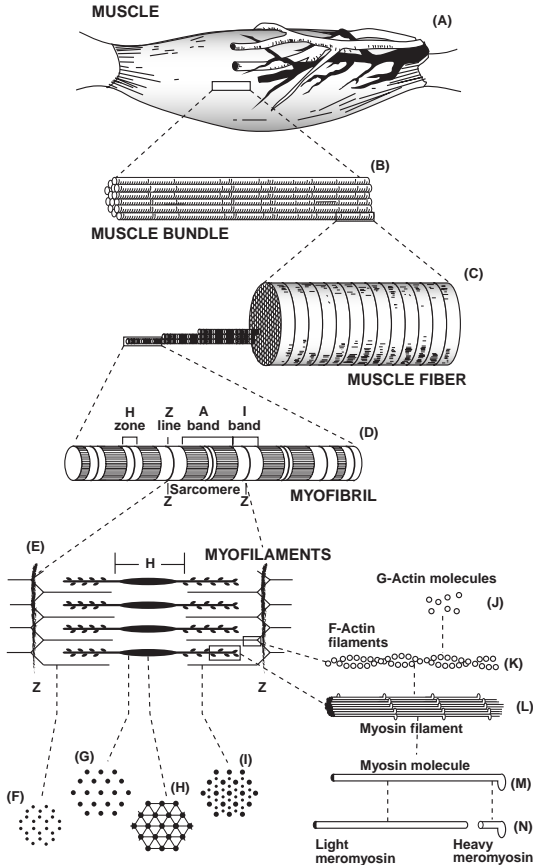 MUSCLE
(A)
(B)
MUSCLE BUNDLE
(C)
MUSCLE FIBER
H zone
Z line
A band
I band
(D)
Sarcomere
Z
Z
MYOFIBRIL
(E)
MYOFILAMENTS
H
G-Actin molecules
(J)
F-Actin
filaments
(K)
Z
Z
(L)
Myosin filament
(G)
(I)
(H)
(F)
Myosin molecule
(M)
(N)
Light
meromyosin
Heavy
meromyosin